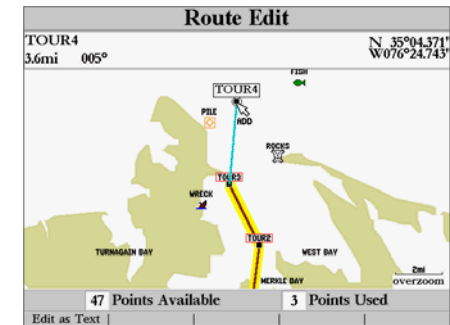 Route Edit
TOUR4
N 35°04.371'
3.6mi 005°
W076°24.743'
FISH
TOUR4
PILE
ADD
ROCKS
TOUR3
WRECK
TOUR2
TURNAGAIN BAY
WEST BAY
2mi
MERKLE BAY
overzoom
47 Points Available
3 Points Used
Edit as Text